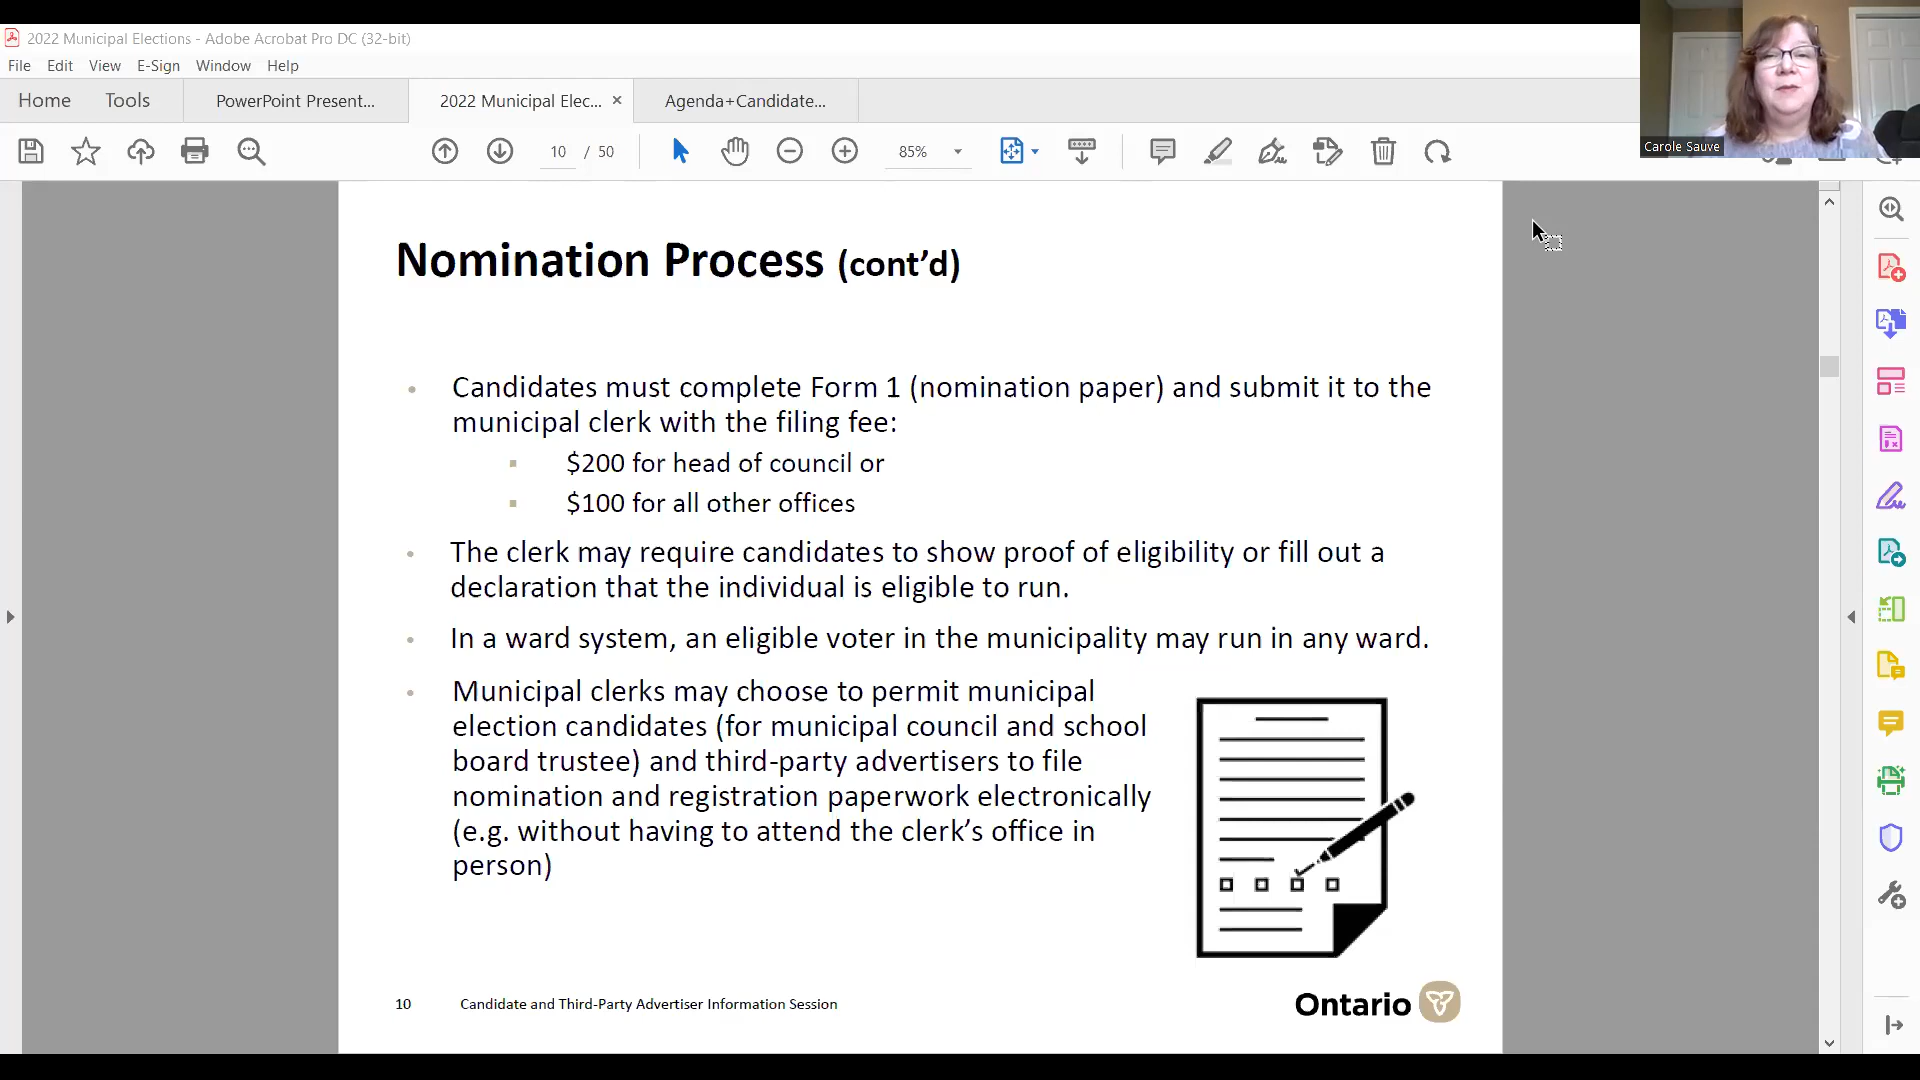 2022 Municipal Elections - Adobe Acrobat Pro DC (32-bit)
File Edit View E-Sign Window Help
Home Tools PowerPoint Present... 2022 Municipal Elec... × Agenda+Candidate...
10 / 50 85%
Carole Sauve
Nomination Process (cont’d)
• Candidates must complete Form 1 (nomination paper) and submit it to the
municipal clerk with the filing fee:
▪ $200 for head of council or
▪ $100 for all other offices
• The clerk may require candidates to show proof of eligibility or fill out a
declaration that the individual is eligible to run.
• In a ward system, an eligible voter in the municipality may run in any ward.
• Municipal clerks may choose to permit municipal
election candidates (for municipal council and school
board trustee) and third-party advertisers to file
nomination and registration paperwork electronically
(e.g. without having to attend the clerk’s office in
person)
10 Candidate and Third-Party Advertiser Information Session
Ontario